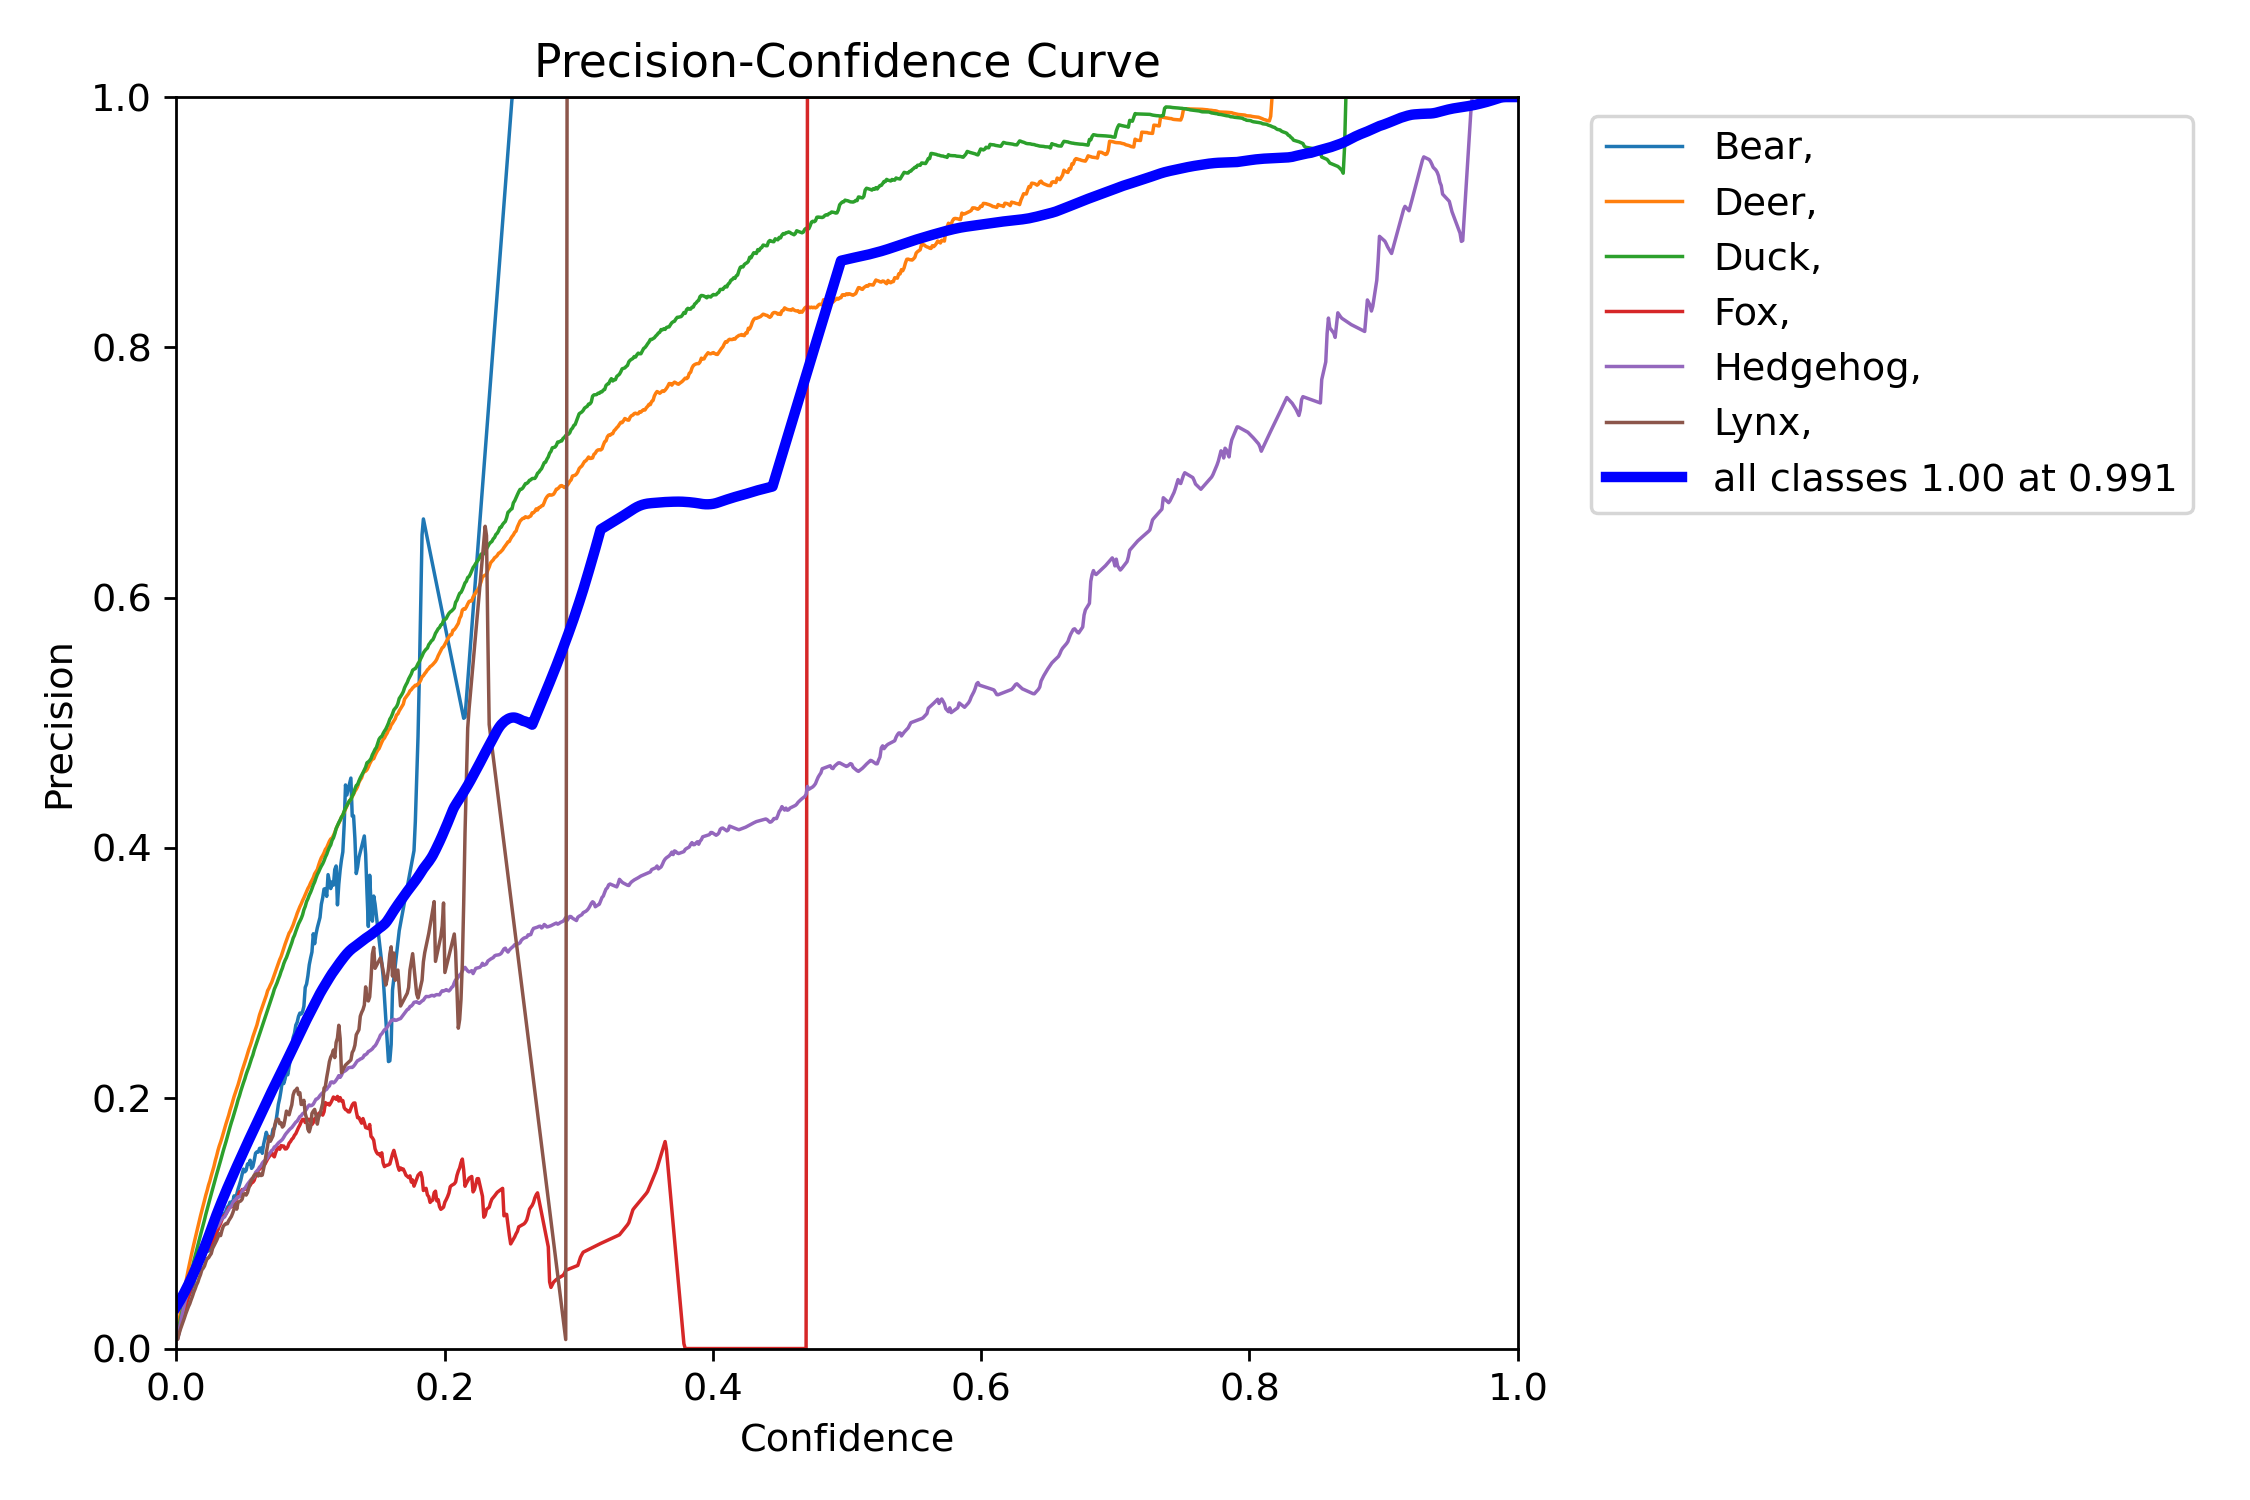 Precision-Confidence Curve
1.0
0.8
0.6
0.4
0.2
0.0
Precision
0.0 0.2 0.4 0.6 0.8 1.0
Confidence
Bear,
Deer,
Duck,
Fox,
Hedgehog,
Lynx,
all classes 1.00 at 0.991